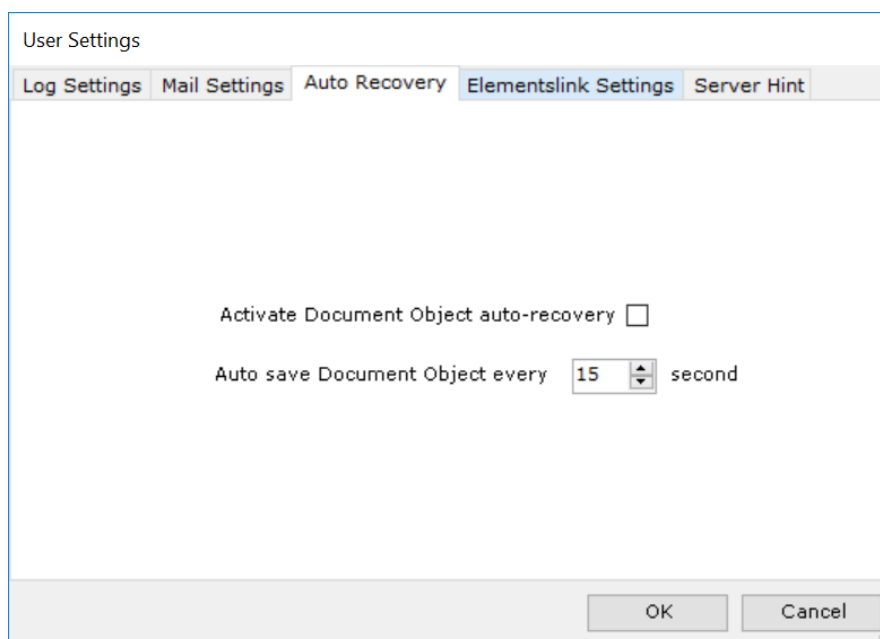 User Settings
Log Settings Mail Settings Auto Recovery Elementslink Settings Server Hint
Activate Document Object auto-recovery
Auto save Document Object every 15 second
OK Cancel